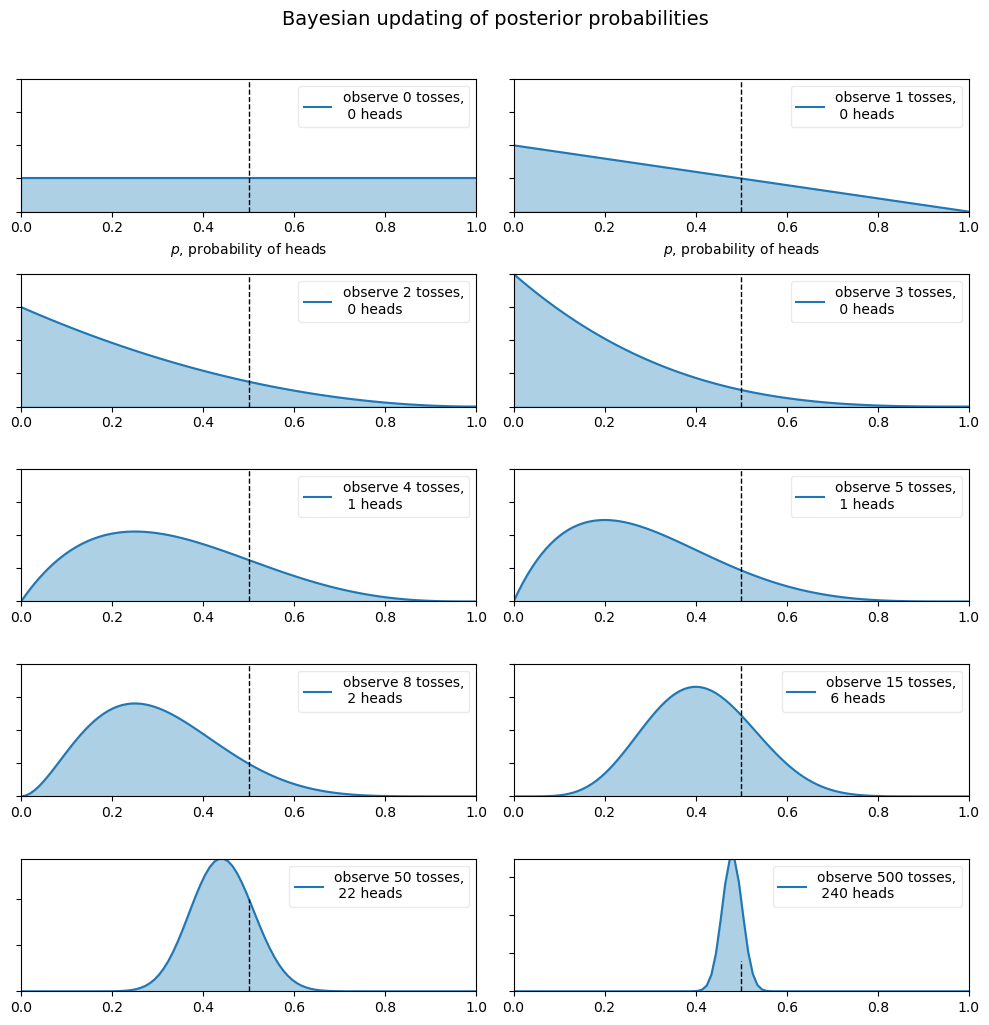 Bayesian updating of posterior probabilities
observe 0 tosses,
0 heads
0.0 0.2 0.4 0.6 0.8 1.0
p, probability of heads
observe 1 tosses,
0 heads
0.0 0.2 0.4 0.6 0.8 1.0
p, probability of heads
observe 2 tosses,
0 heads
0.0 0.2 0.4 0.6 0.8 1.0
observe 3 tosses,
0 heads
0.0 0.2 0.4 0.6 0.8 1.0
observe 4 tosses,
1 heads
0.0 0.2 0.4 0.6 0.8 1.0
observe 5 tosses,
1 heads
0.0 0.2 0.4 0.6 0.8 1.0
observe 8 tosses,
2 heads
0.0 0.2 0.4 0.6 0.8 1.0
observe 15 tosses,
6 heads
0.0 0.2 0.4 0.6 0.8 1.0
observe 50 tosses,
22 heads
0.0 0.2 0.4 0.6 0.8 1.0
observe 500 tosses,
240 heads
0.0 0.2 0.4 0.6 0.8 1.0